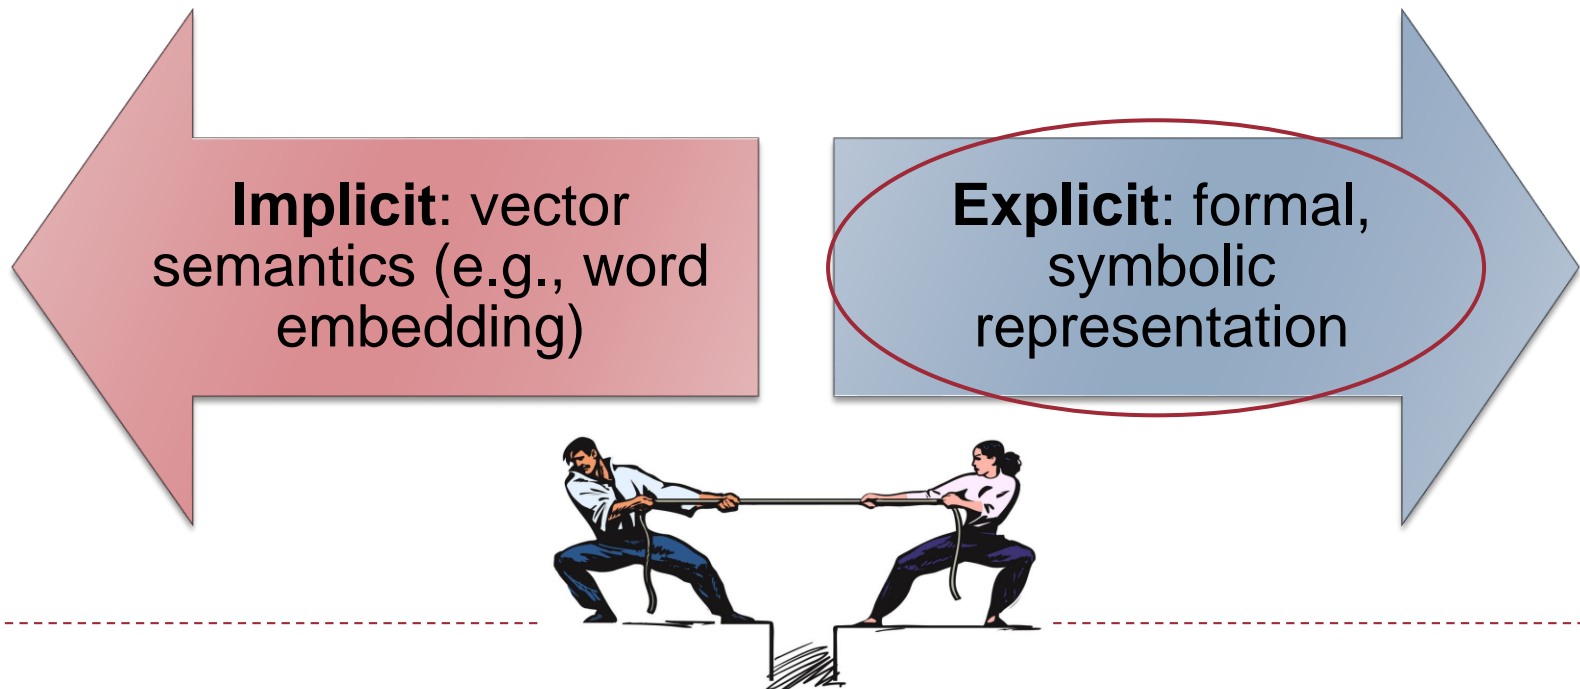 Implicit: vector
semantics (e.g., word
embedding)
Explicit: formal,
symbolic
representation